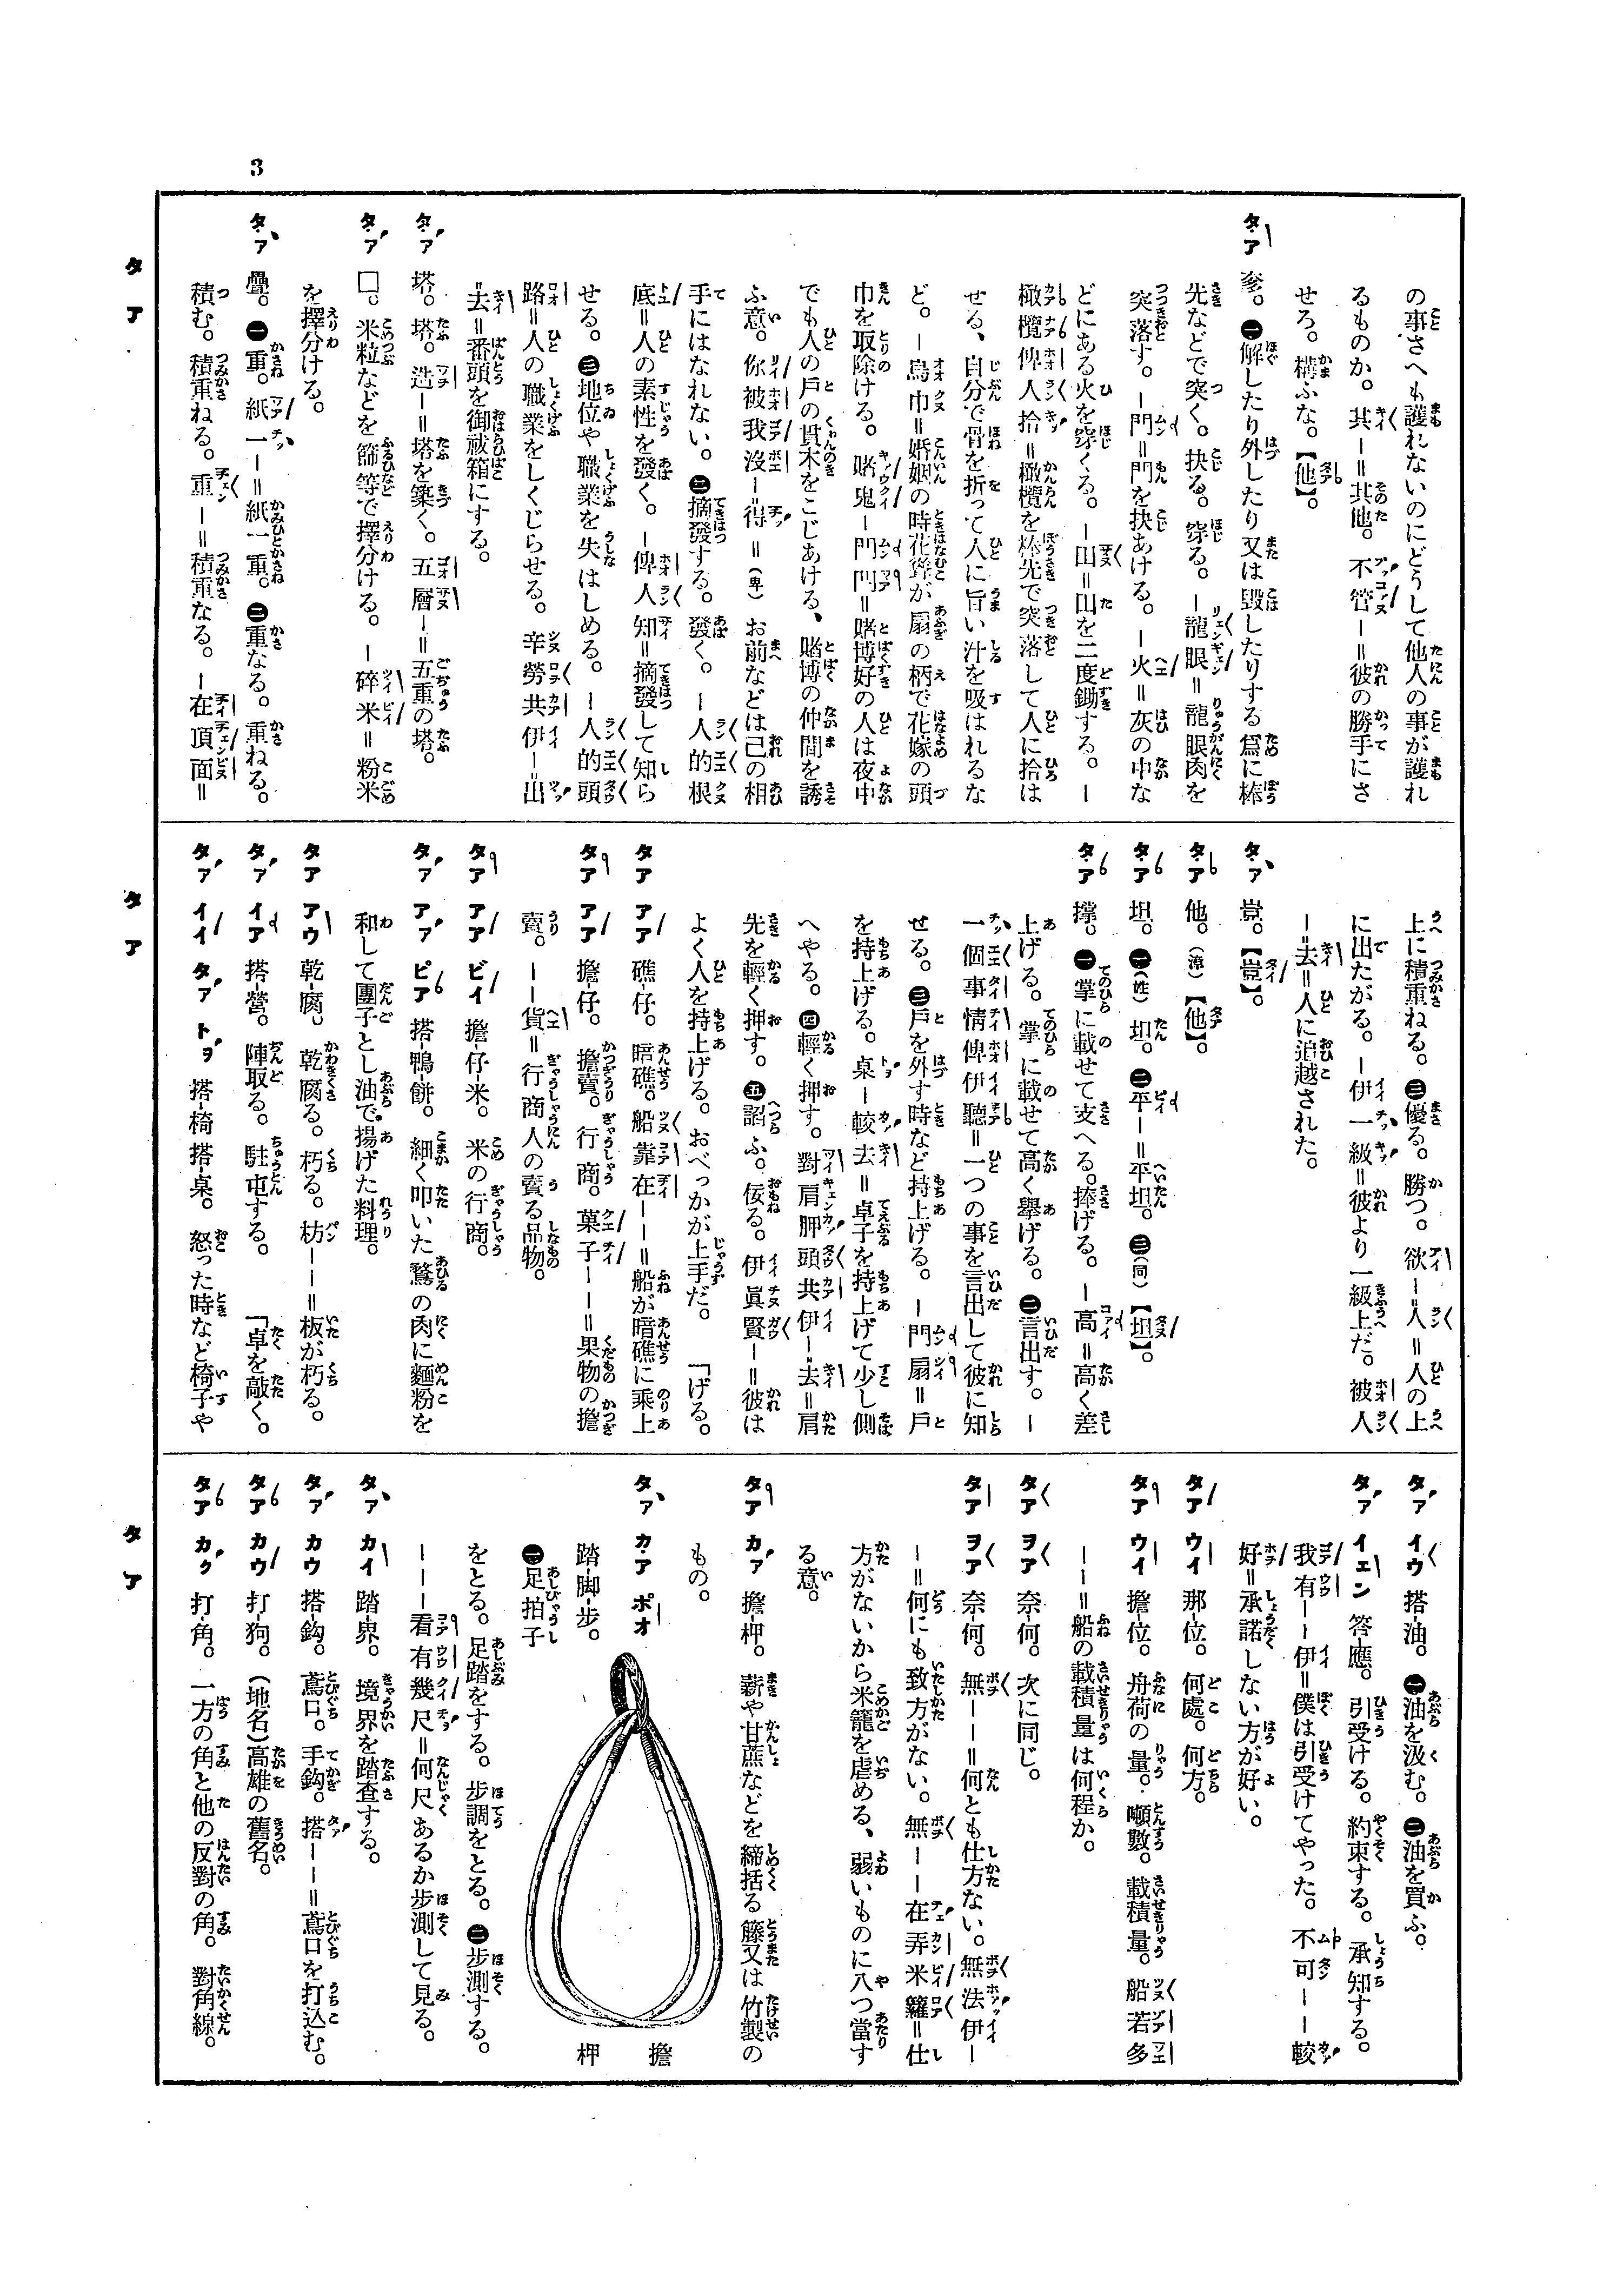 3
の事さへも護れないのにどうして他人の事が護れ
るものか。其ー＝其他。不管ー＝彼の勝手にさ
せろ。構ふな。【他】。
タア 㚈。㊀解したり外したり又は毀したりする爲に棒
先などで突く。抉る。穿る。ー龍眼＝龍眼肉を
突落す。ー門＝門を抉あける。ー火＝灰の中な
どにある火を穿くる。ー田＝田を二度鋤する。ー
橄欖俾人拾＝橄欖を棒先で突落して人に拾は
せる、自分で骨を折って人に旨い汁を吸はれるな
ど。ー烏巾＝婚姻の時花聟が扇の柄で花嫁の頭
巾を取除ける。賭鬼ー門閂＝賭博好の人は夜中
でも人の戶の貫木をこじあける、賭博の仲間を誘
ふ意。你被我沒ー得＝（卑）お前などは己の相
手にはなれない。㊁摘發する。發く。ー人的根
底＝人の素性を發く。ー俾人知＝摘發して知ら
せる。㊂地位や職業を失はしめる。ー人的頭
路＝人の職業をしくじらせる。辛勞共伊ー出
去＝番頭を御祓箱にする。
タァ 塔。塔。造ー＝塔を築く。五層ー＝五重の塔。
タァ 囗。米粒などを篩等で擇分ける。ー碎米＝粉米
を擇分ける。
タァ 疊。㊀重。紙一ー＝紙一重。㊁重なる。重ねる。
積む。積重ねる。重ー＝積重なる。ー在頂面＝
上に積重ねる。㊂優る。勝つ。欲ー人＝人の上
に出たがる。ー伊一級＝彼より一級上だ。被人
ー去＝人に追越された。
タァ 㙜。【㙜】。
タア 他。（漳）【他】。
タア 坦。㊀（姓）坦。㊁平ー＝平坦。㊂（同）【坦】。
タア 撑。㊀掌に載せて支へる。捧げる。ー高＝高く差
上げる。掌に載せて高く擧げる。㊁言出す。ー
一個事情俾伊聽＝一つの事を言出して彼に知
せる。㊂戶を外す時など持上げる。ー門扇＝戶
を持上げる。桌ー較去＝卓子を持上げて少し側
へやる。㊃輕く押す。對肩胛頭共伊ー去＝肩
先を輕く押す。㊄諂ふ。佞る。伊眞賢ー＝彼は
よく人を持上げる。おべっかが上手だ。「げる。
タア アア 礁-仔。暗礁。船靠在ーー＝船が暗礁に乘上
タア アア 擔-仔。擔賣。行商。菓子ーー＝果物の擔
賣。ーー貨＝行商人の賣る品物。
タア アア ビイ 擔-仔-米。米の行商。
タァ アァ ピア 搭-鴨-餅。細く叩いた鶩の肉に麵粉を
和して團子とし油で揚げた料理。
タア アウ 乾-腐。乾腐る。朽る。枋ーー＝板が朽る。
タァ イア 搭-營。陣取る。駐屯する。「卓を敲く。
タァ イイ タァ トヲ 搭-椅 搭-桌。怒った時など椅子や
タァ イウ 搭-油。㊀油を汲む。㊁油を買ふ。
タァ イェン 答-應。引受ける。約束する。承知する。
我有ーー伊＝僕は引受けてやった。不可ーー較
好＝承諾しない方が好い。
タア ウイ 那-位。何處。何方。
タア ウイ 擔-位。舟荷の量。噸數。載積量。船若多
ーー＝船の載積量は何程か。
タア ヲア 奈-何。次に同じ。
タア ヲア 奈-何。無ーー＝何とも仕方ない。無法伊ー
ー＝何にも致方がない。無ーー在弄米籮＝仕
方がないから米籠を虐める、弱いものに八つ當す
る意。
タア カァ 擔-柙。薪や甘蔗などを締括る籐又は竹製の
もの。
擔
柙
タァ カア ポオ
踏-脚-步。
㊀足拍子
をとる。足踏をする。步調をとる。㊁步測する。
ーーー看有幾尺＝何尺あるか步測して見る。
タァ カイ 踏-界。境界を踏査する。
タァ カウ 搭-鈎。鳶口。手鈎。搭ーー＝鳶口を打込む。
タア カウ 打-狗。（地名）高雄の舊名。
タア カク 打-角。一方の角と他の反對の角。對角線。
タア
タア
タア